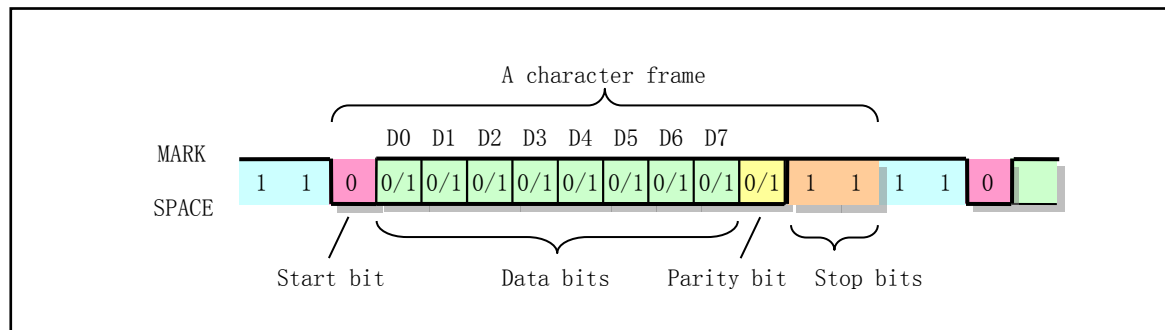 A character frame
D0 D1 D2 D3 D4 D5 D6 D7
MARK
1 1 0 0/1 0/1 0/1 0/1 0/1 0/1 0/1 0/1 0/1 1 1 1 1 0
SPACE
Start bit Data bits Parity bit Stop bits